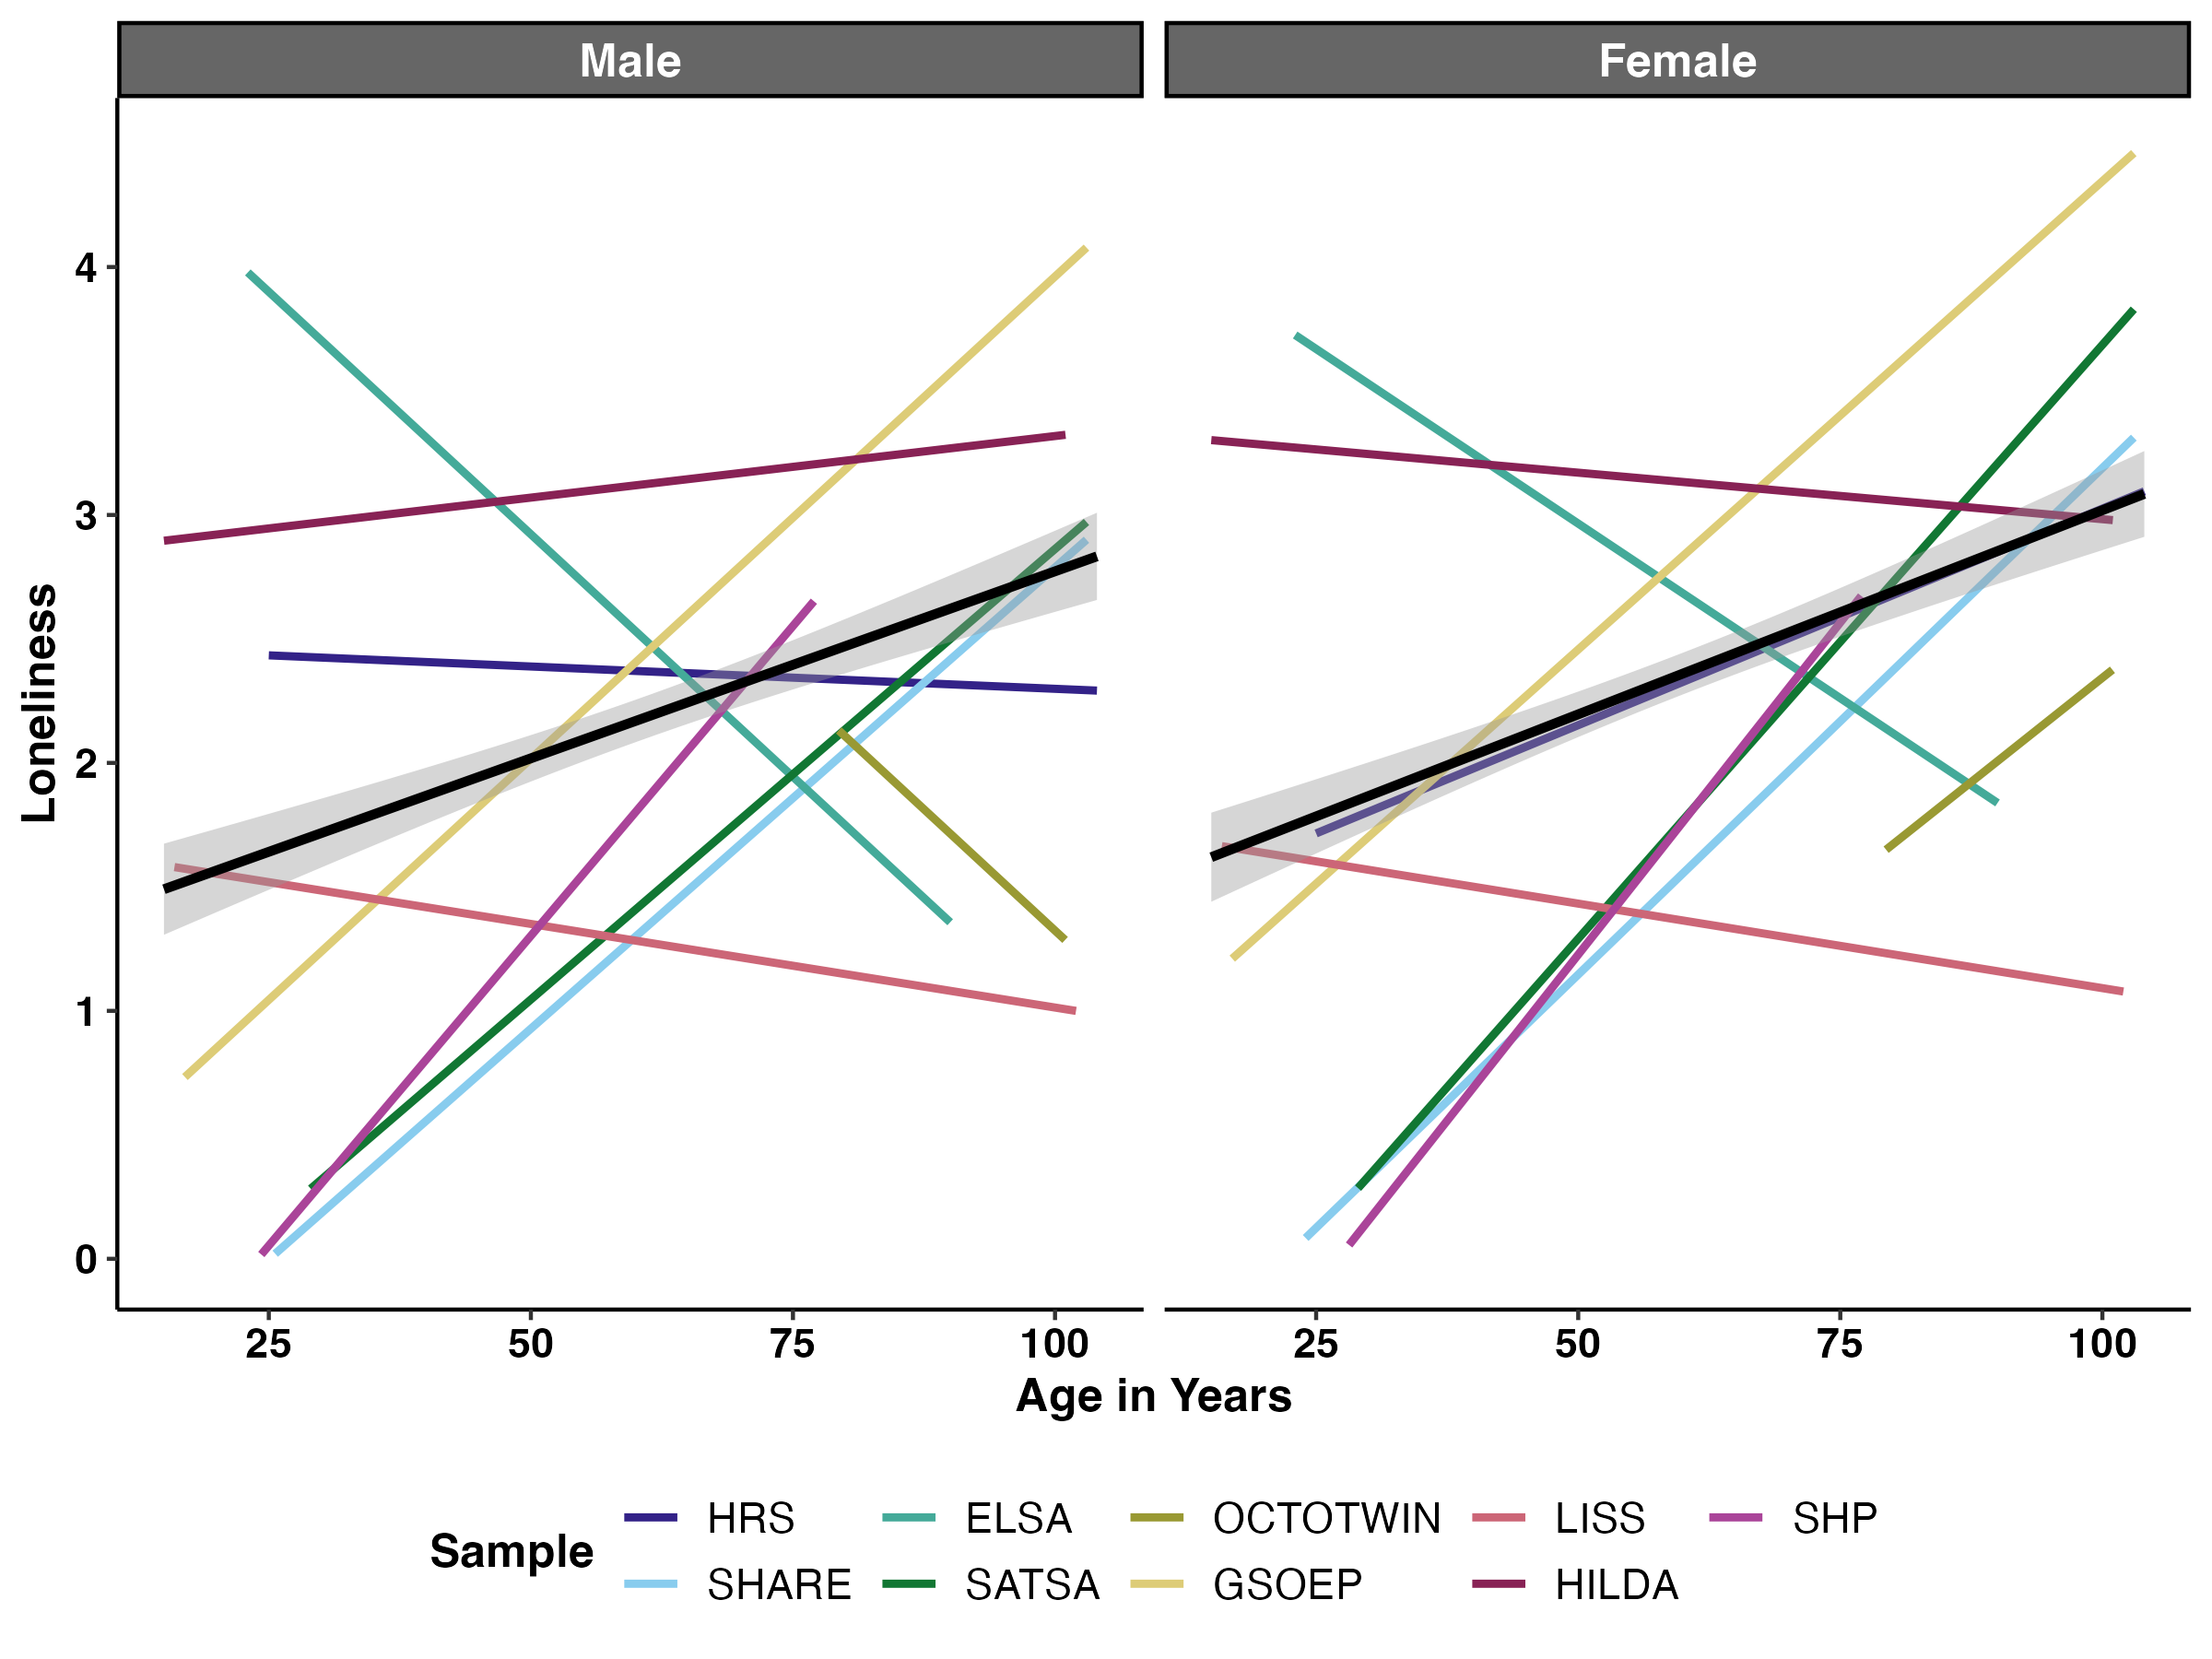 Male
Female
Loneliness
4
3
2
1
0
25 50 75 100
25 50 75 100
Age in Years
Sample
HRS ELSA OCTOTWIN LISS SHP
SHARE SATSA GSOEP HILDA